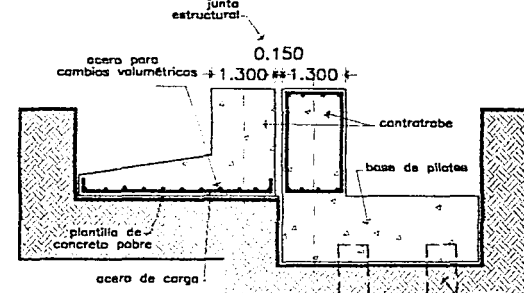 junta
estructural
0.150
acero para
cambios volumétricos
1.300
1.300
contratrabe
base de pilotes
plantilla de
concreto pobre
acero de carga